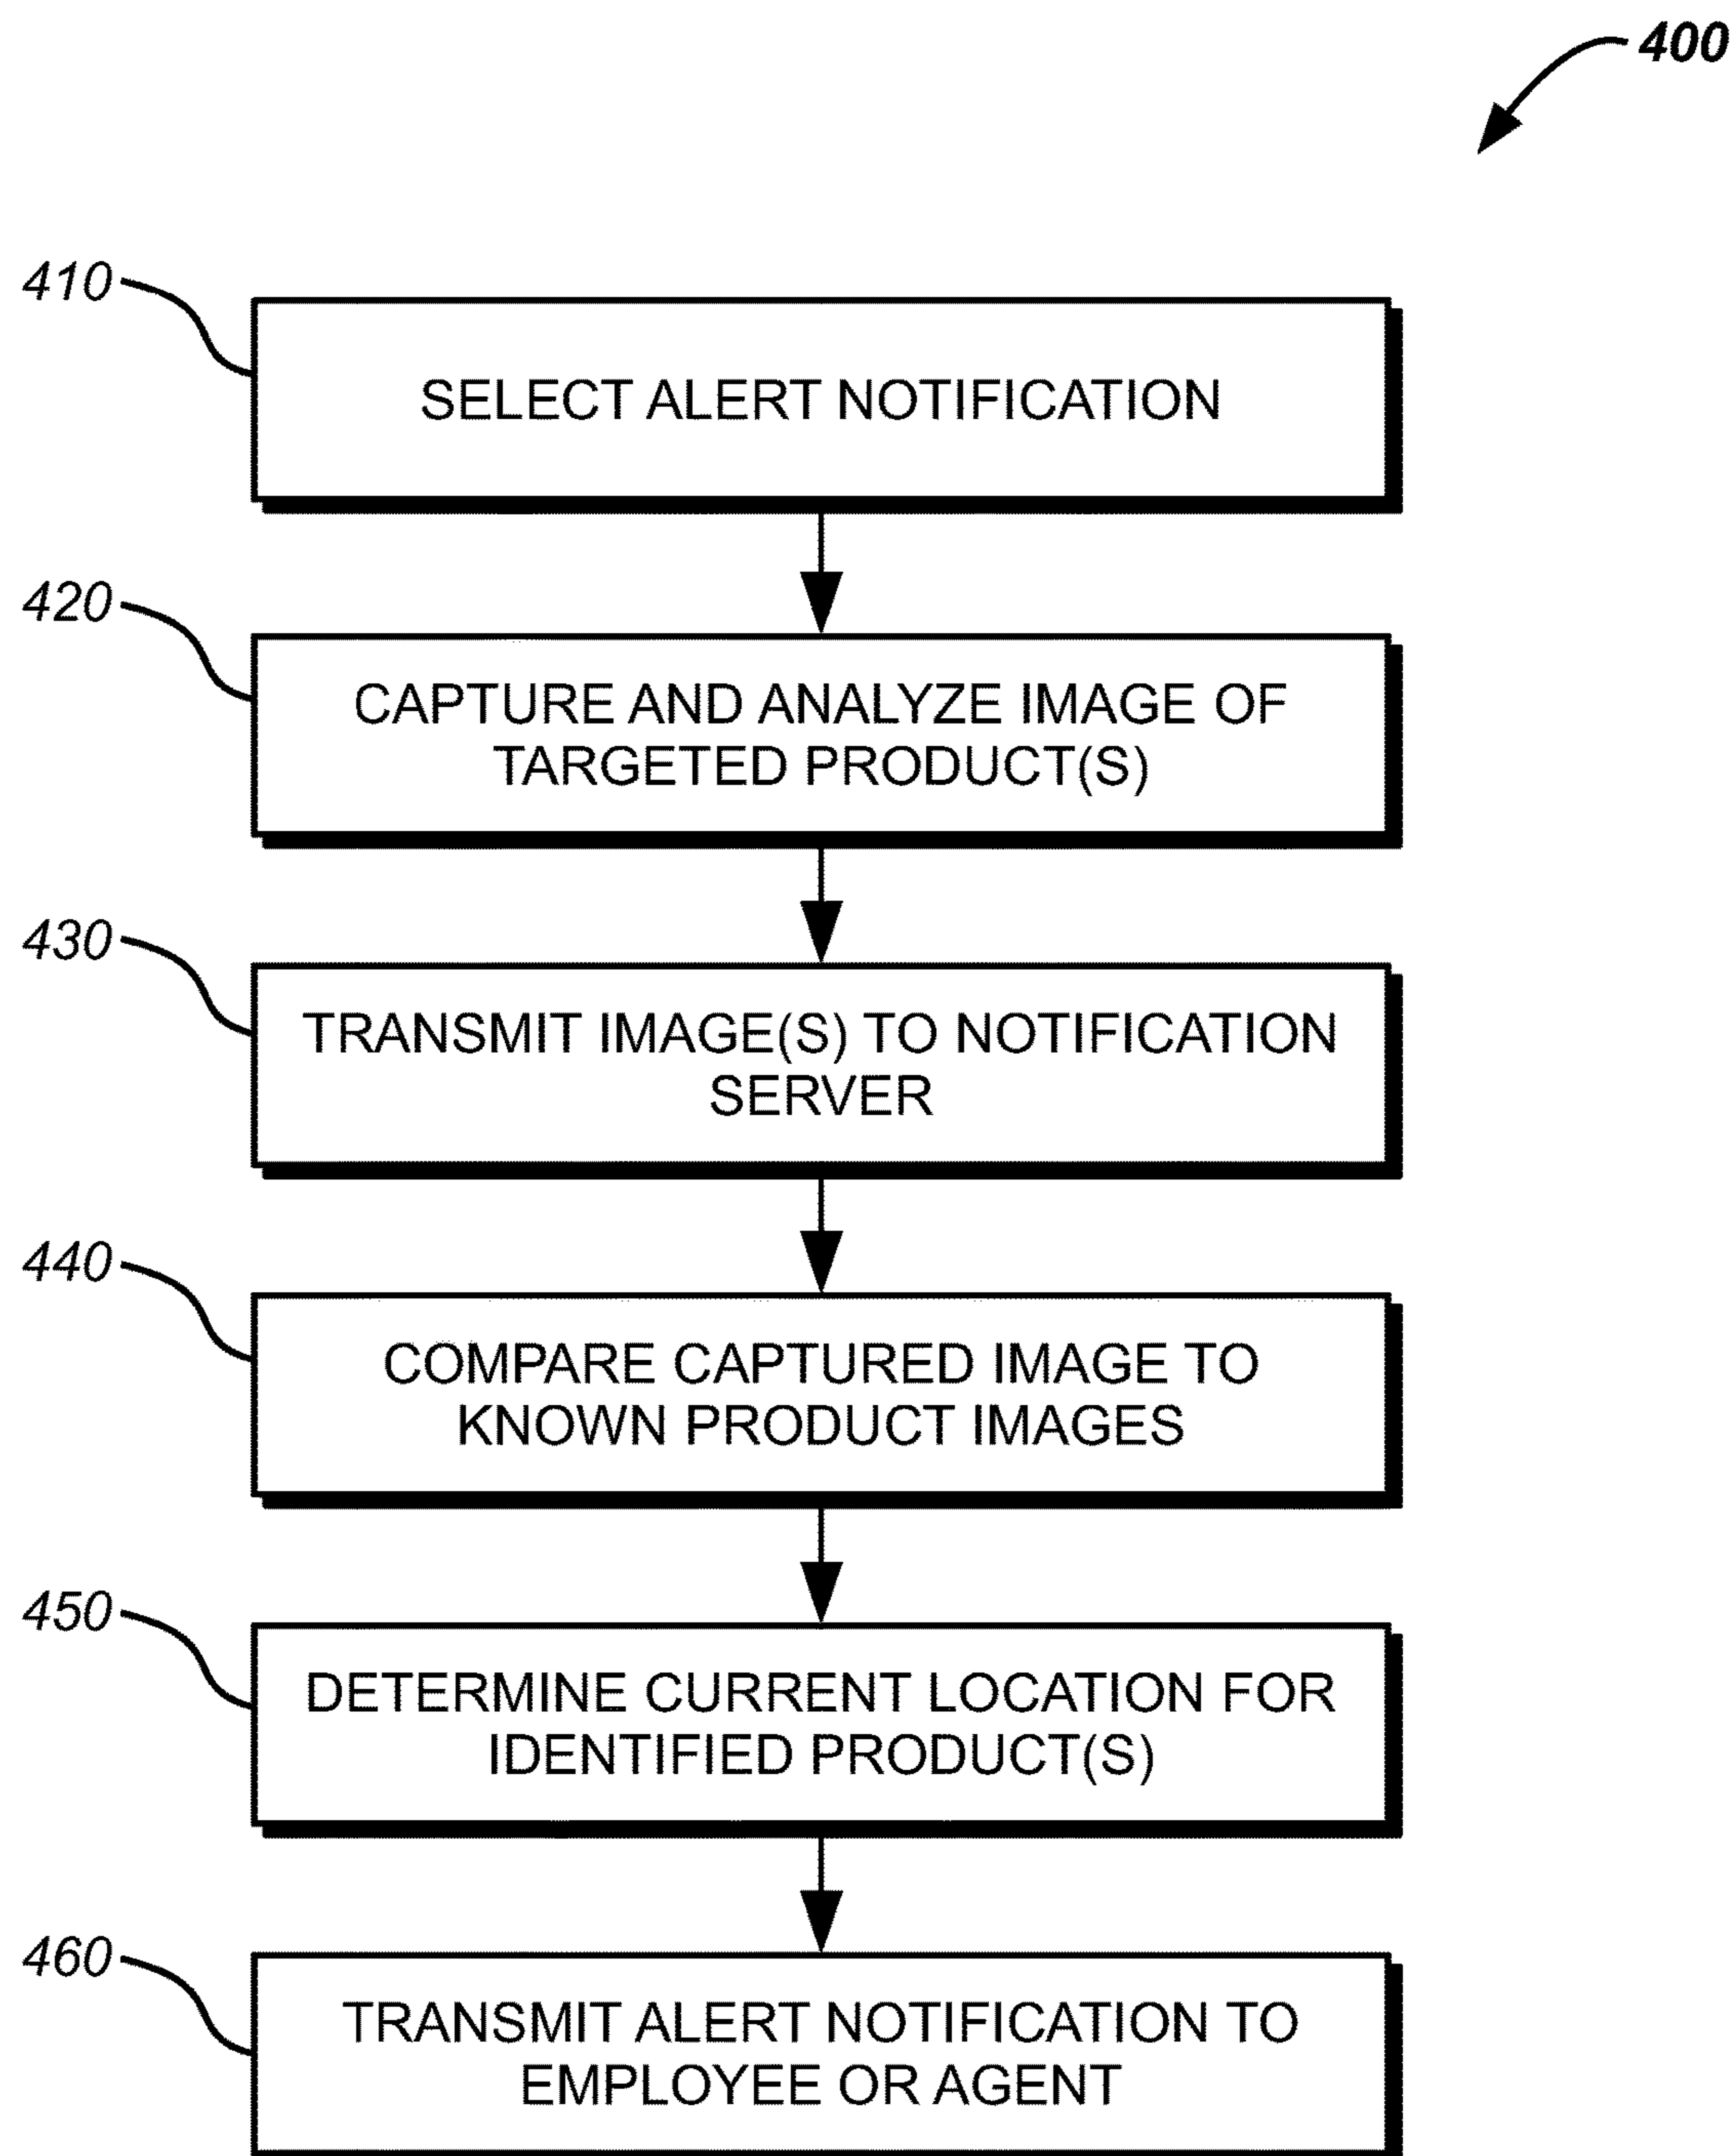 400
410
SELECT ALERT NOTIFICATION
420
CAPTURE AND ANALYZE IMAGE OF
TARGETED PRODUCT(S)
430
TRANSMIT IMAGE(S) TO NOTIFICATION
SERVER
440
COMPARE CAPTURED IMAGE TO
KNOWN PRODUCT IMAGES
450
DETERMINE CURRENT LOCATION FOR
IDENTIFIED PRODUCT(S)
460
TRANSMIT ALERT NOTIFICATION TO
EMPLOYEE OR AGENT